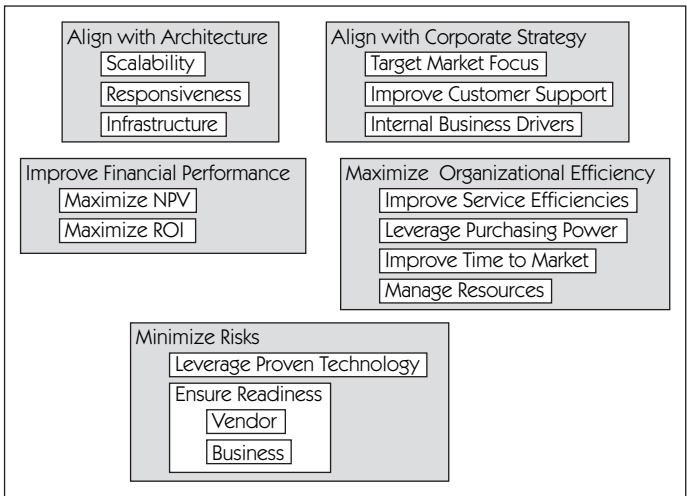 Align with Architecture
Scalability
Responsiveness
Infrastructure
Align with Corporate Strategy
Target Market Focus
Improve Customer Support
Internal Business Drivers
Improve Financial Performance
Maximize NPV
Maximize ROI
Maximize Organizational Efficiency
Improve Service Efficiencies
Leverage Purchasing Power
Improve Time to Market
Manage Resources
Minimize Risks
Leverage Proven Technology
Ensure Readiness
Vendor
Business